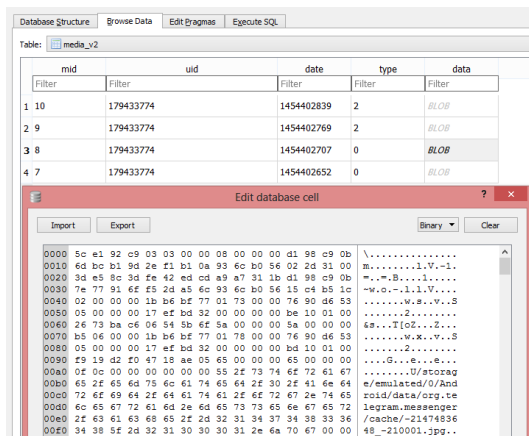 Database Structure Browse Data Edit Pragmas Execute SQL
Table: media_v2
mid uid date type data
Filter Filter Filter Filter Filter
1 10 179433774 1454402839 2 BLOB
2 9 179433774 1454402769 2 BLOB
3 8 179433774 1454402707 0 BLOB
4 7 179433774 1454402652 0 BLOB
Edit database cell ? x
Import Export Binary Clear
0000 5c e1 92 c9 03 03 00 00 08 00 00 00 d1 98 c9 0b \...............
0010 6d bc b1 9d 2e f1 b1 0a 93 6c b0 56 02 2d 31 00 m........l.V.-1.
0020 3d e5 8c 3d fe 42 ed cd a9 a7 31 1b d1 98 c9 0b =..=.B....1.....
0030 7e 77 91 6f f5 2d a5 6c 93 6c b0 56 15 c4 b5 1c ~w.o.-.l.l.V....
0040 02 00 00 00 1b b6 bf 77 01 73 00 00 76 90 d6 53 .......w.s..v..S
0050 05 00 00 00 17 ef bd 32 00 00 00 00 be 10 01 00 .......2........
0060 26 73 ba c6 06 54 5b 6f 5a 00 00 00 5a 00 00 00 &s...T[oZ...Z...
0070 b5 06 00 00 1b b6 bf 77 01 78 00 00 76 90 d6 53 .......w.x..v..S
0080 05 00 00 00 17 ef bd 32 00 00 00 00 bd 10 01 00 .......2........
0090 f9 19 d2 f0 47 18 ae 05 65 00 00 00 65 00 00 00 ....G...e...e...
00a0 0f 0c 00 00 00 00 00 00 55 2f 73 74 6f 72 61 67 ........U/storag
00b0 65 2f 65 6d 75 6c 61 74 65 64 2f 30 2f 41 6e 64 e/emulated/0/And
00c0 72 6f 69 64 2f 64 61 74 61 2f 6f 72 67 2e 74 65 roid/data/org.te
00d0 6c 65 67 72 61 6d 2e 6d 65 73 73 65 6e 67 65 72 legram.messenger
00e0 2f 63 61 63 68 65 2f 2d 32 31 34 37 34 38 33 36 /cache/-21474836
00f0 34 38 5f 2d 32 31 30 30 30 31 2e 6a 70 67 00 00 48_-210001.jpg..